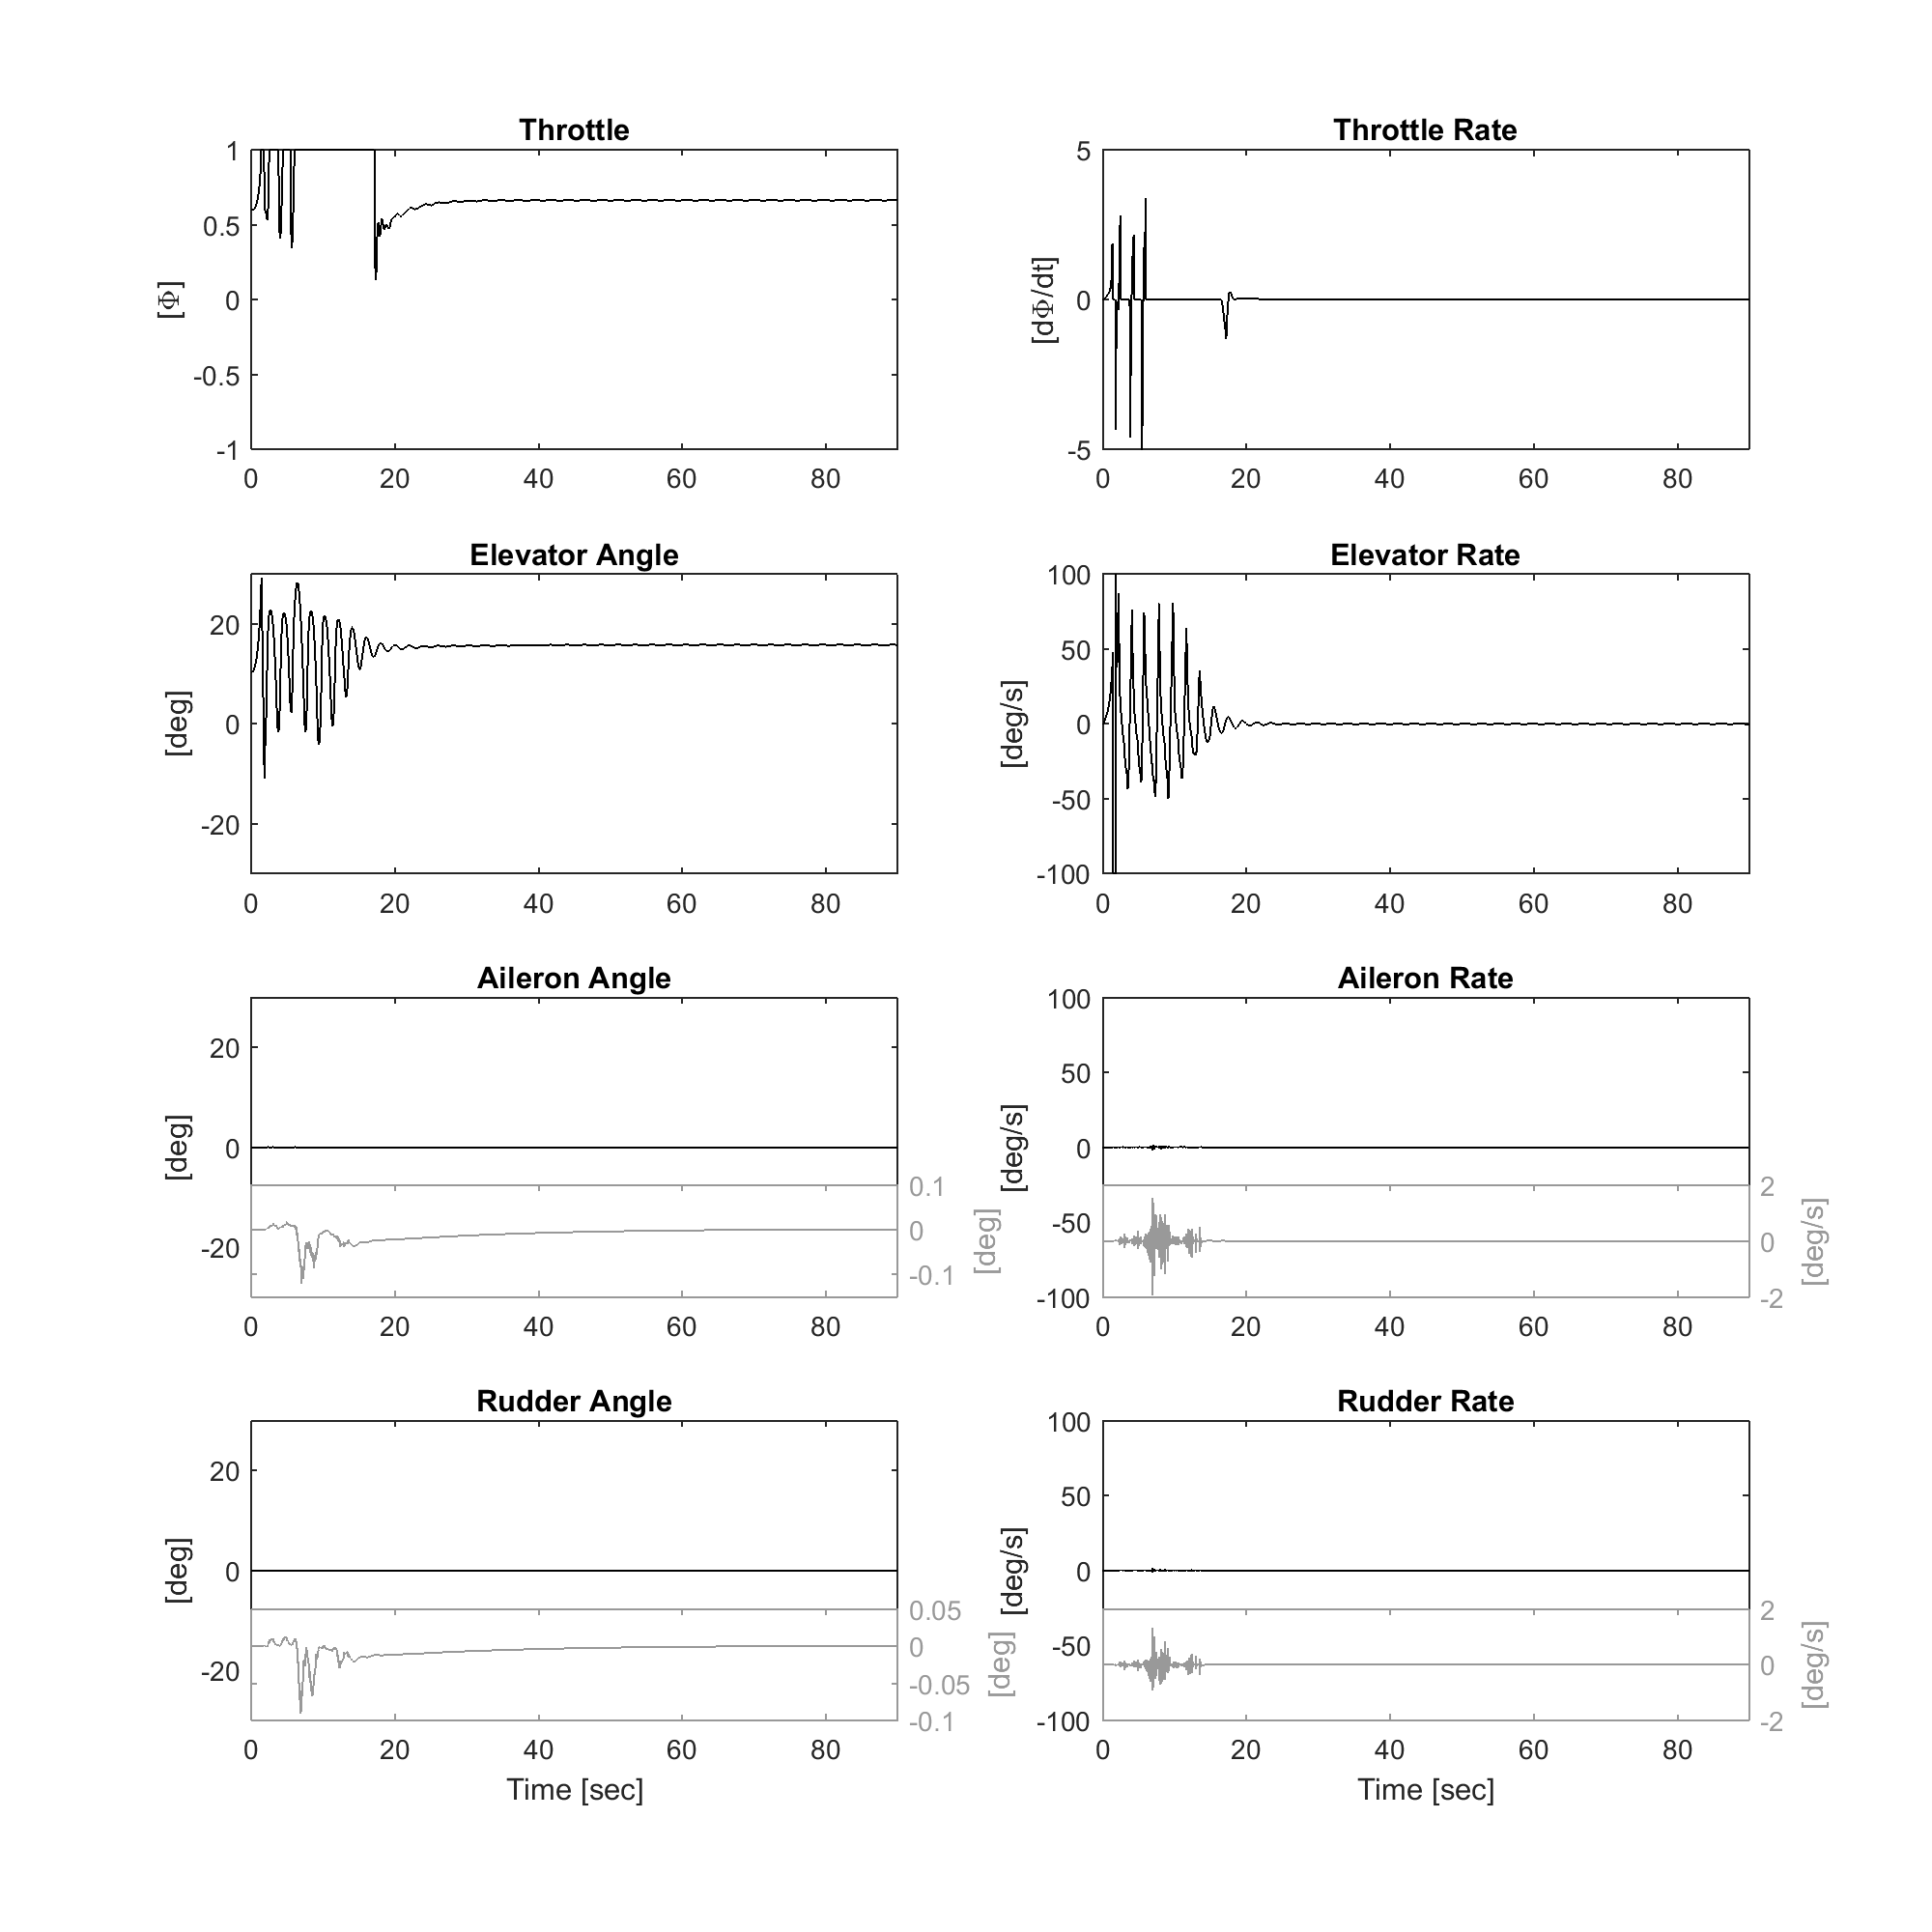 Throttle
1
0.5
0
-0.5
-1
[Φ]
0 20 40 60 80
Throttle Rate
5
0
-5
[dΦ/dt]
0 20 40 60 80
Elevator Angle
20
0
-20
[deg]
0 20 40 60 80
Elevator Rate
100
50
0
-50
-100
[deg/s]
0 20 40 60 80
Aileron Angle
20
0
-20
[deg]
0.1
0
-0.1
[deg]
0 20 40 60 80
Aileron Rate
100
50
0
-50
-100
[deg/s]
2
0
-2
[deg/s]
0 20 40 60 80
Rudder Angle
20
0
-20
[deg]
0.05
0
-0.05
-0.1
[deg]
0 20 40 60 80
Time [sec]
Rudder Rate
100
50
0
-50
-100
[deg/s]
2
0
-2
[deg/s]
0 20 40 60 80
Time [sec]